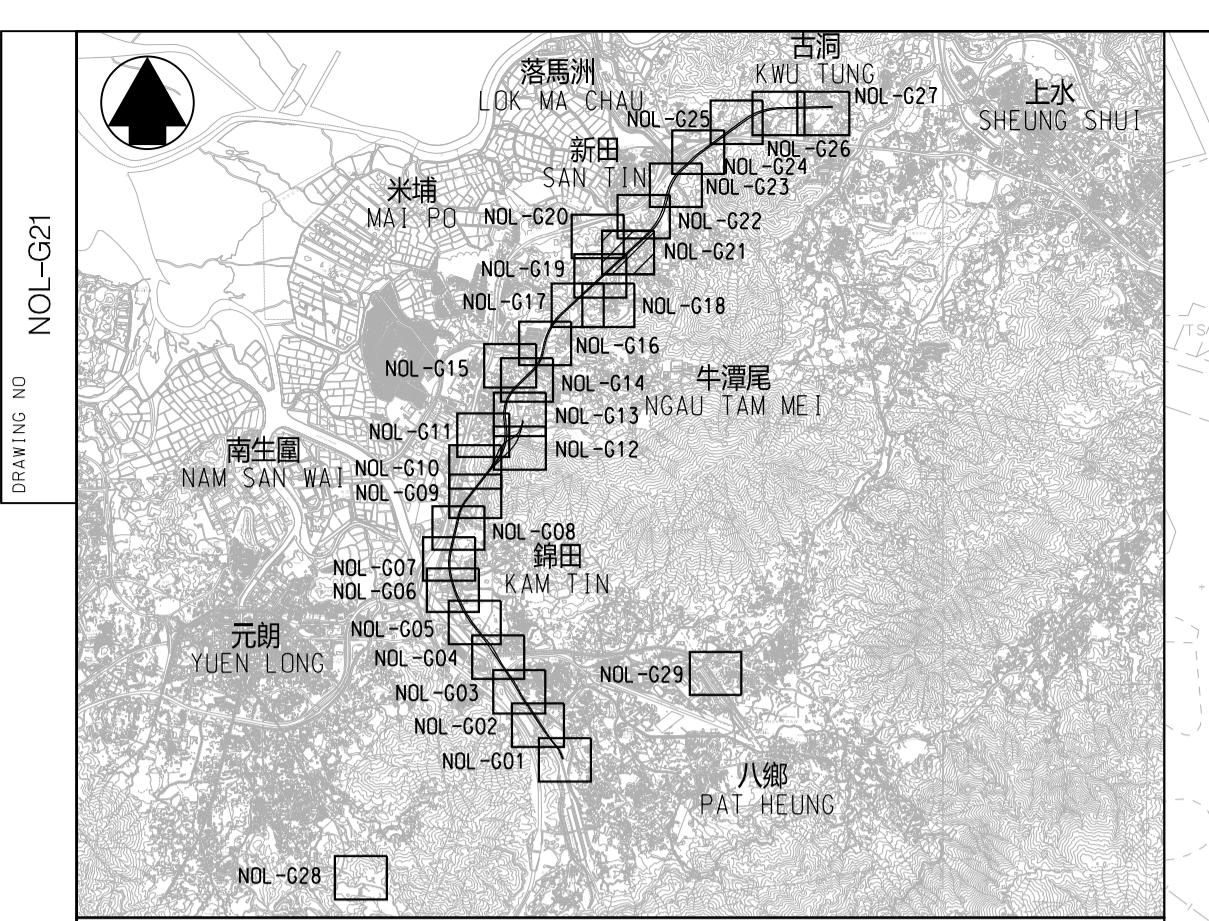 NOL-G21
DRAWING NO
古洞
KWU TUNG
落馬洲
LOK MA CHAU
上水
SHEUNG SHUI
NOL-G27
NOL-G25
NOL-G26
新田
SAN TIN
NOL-G24
NOL-G23
米埔
MAI PO
NOL-G20
NOL-G22
NOL-G21
NOL-G19
NOL-G17
NOL-G18
NOL-G16
NOL-G15
NOL-G14
牛潭尾
NGAU TAM MEI
NOL-G13
NOL-G11
NOL-G12
南生圍
NAM SAN WAI
NOL-G10
NOL-G09
NOL-G08
錦田
KAM TIN
NOL-G07
NOL-G06
NOL-G05
元朗
YUEN LONG
NOL-G04
NOL-G29
NOL-G03
NOL-G02
NOL-G01
八鄉
PAT HEUNG
NOL-G28